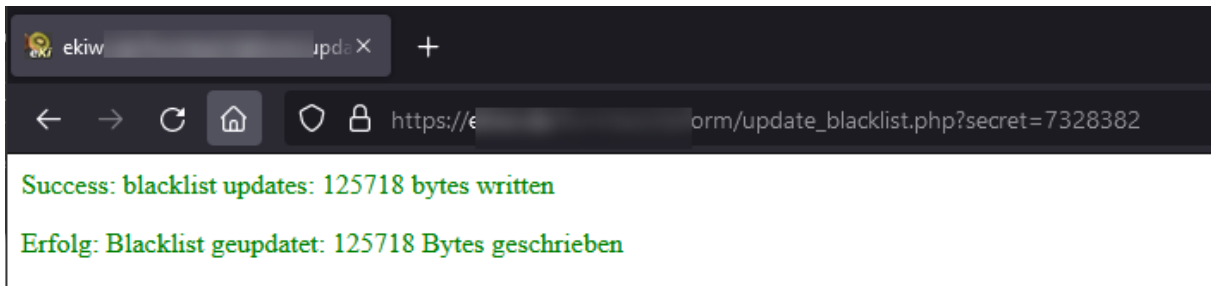 ekiw upda
https://e orm/update_blacklist.php?secret=7328382
Success: blacklist updates: 125718 bytes written
Erfolg: Blacklist geupdatet: 125718 Bytes geschrieben